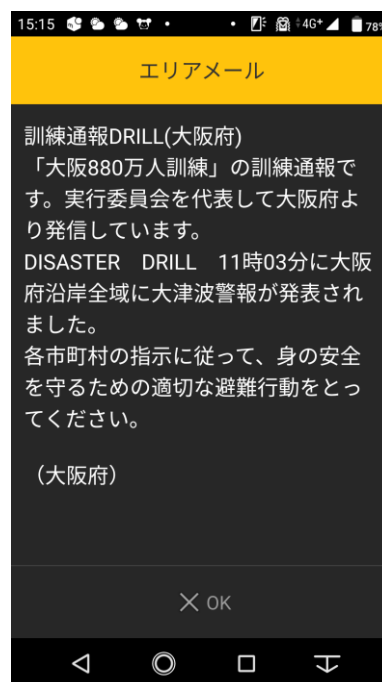 15:15 4G+ 78%
エリアメール
訓練通報DRILL(大阪府)
「大阪880万人訓練」の訓練通報で
す。実行委員会を代表して大阪府よ
り発信しています。
DISASTER　DRILL　11時03分に大阪
府沿岸全域に大津波警報が発表され
ました。
各市町村の指示に従って、身の安全
を守るための適切な避難行動をとっ
てください。
（大阪府）
OK